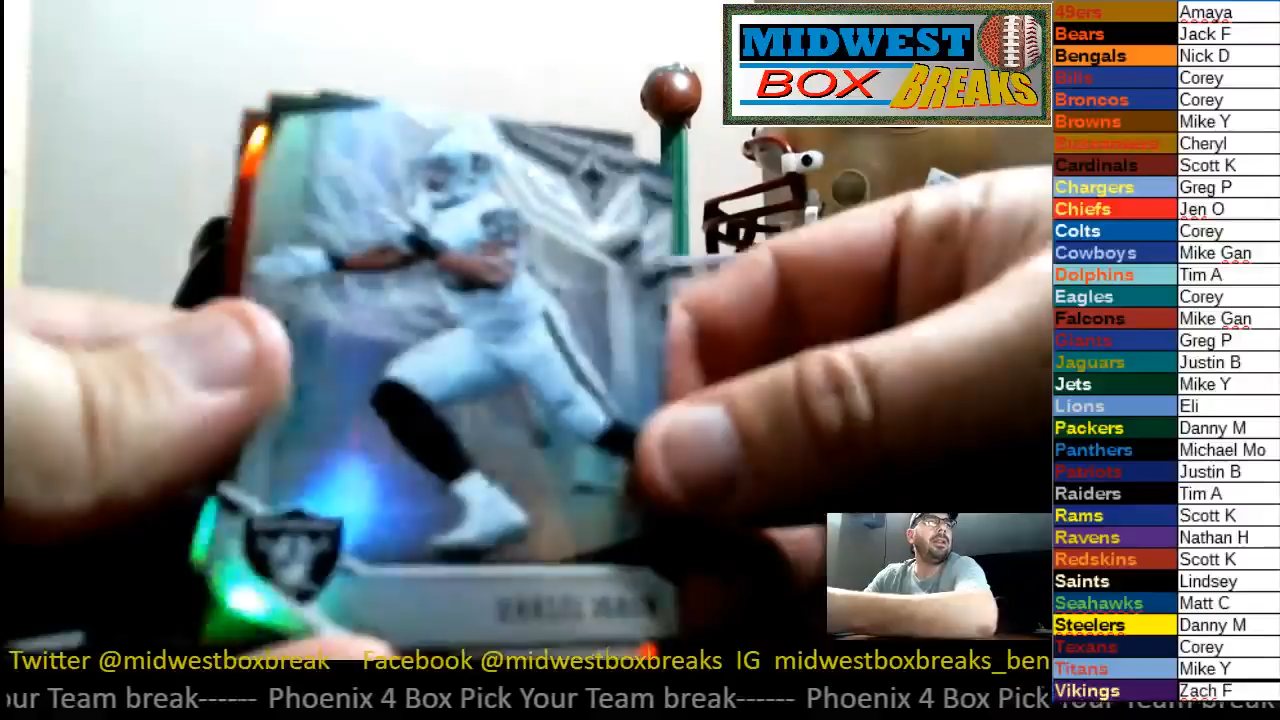 MIDWEST
BOX BREAKS
49ers Amaya
Bears Jack F
Bengals Nick D
Bills Corey
Broncos Corey
Browns Mike Y
Buccaneers Cheryl
Cardinals Scott K
Chargers Greg P
Chiefs Jen O
Colts Corey
Cowboys Mike Gan
Dolphins Tim A
Eagles Corey
Falcons Mike Gan
Giants Greg P
Jaguars Justin B
Jets Mike Y
Lions Eli
Packers Danny M
Panthers Michael Mo
Patriots Justin B
Raiders Tim A
Rams Scott K
Ravens Nathan H
Redskins Scott K
Saints Lindsey
Seahawks Matt C
Steelers Danny M
Texans Corey
Titans Mike Y
Vikings Zach F
Twitter @midwestboxbreak Facebook @midwestboxbreaks IG midwestboxbreaks_ben
our Team break------ Phoenix 4 Box Pick Your Team break------ Phoenix 4 Box Pick Your Team break